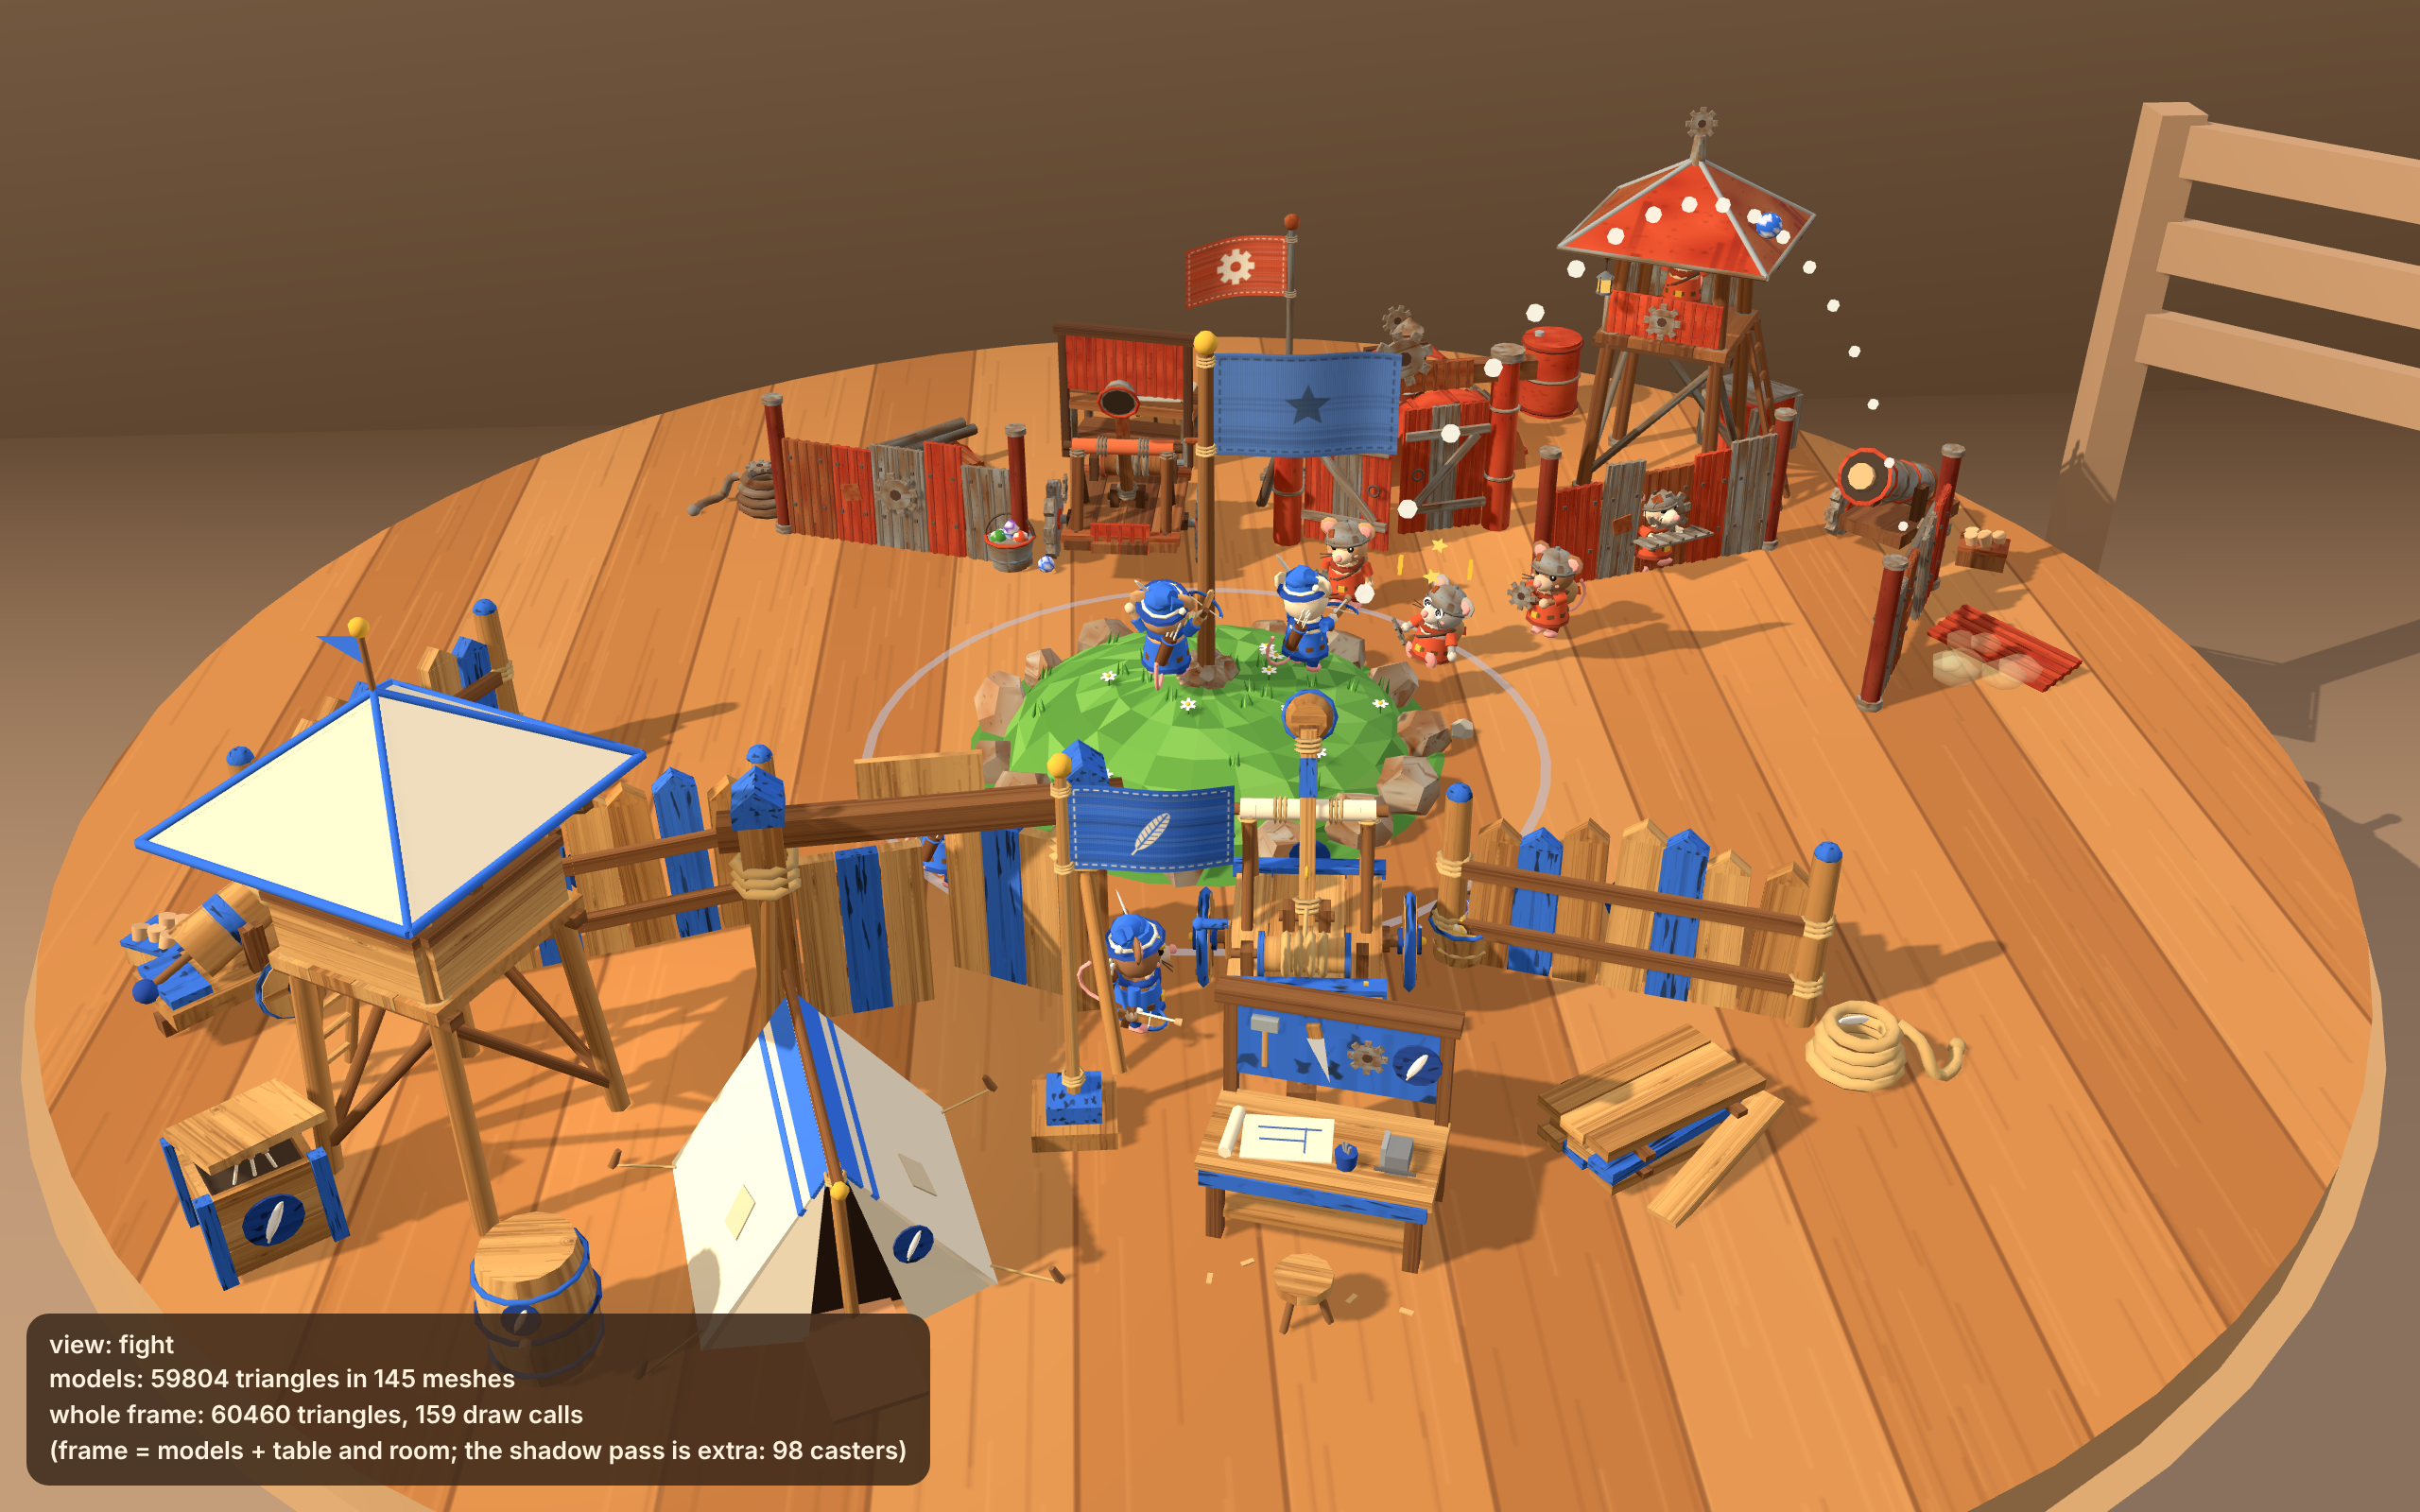 view: fight
models: 59804 triangles in 145 meshes
whole frame: 60460 triangles, 159 draw calls
(frame = models + table and room; the shadow pass is extra: 98 casters)